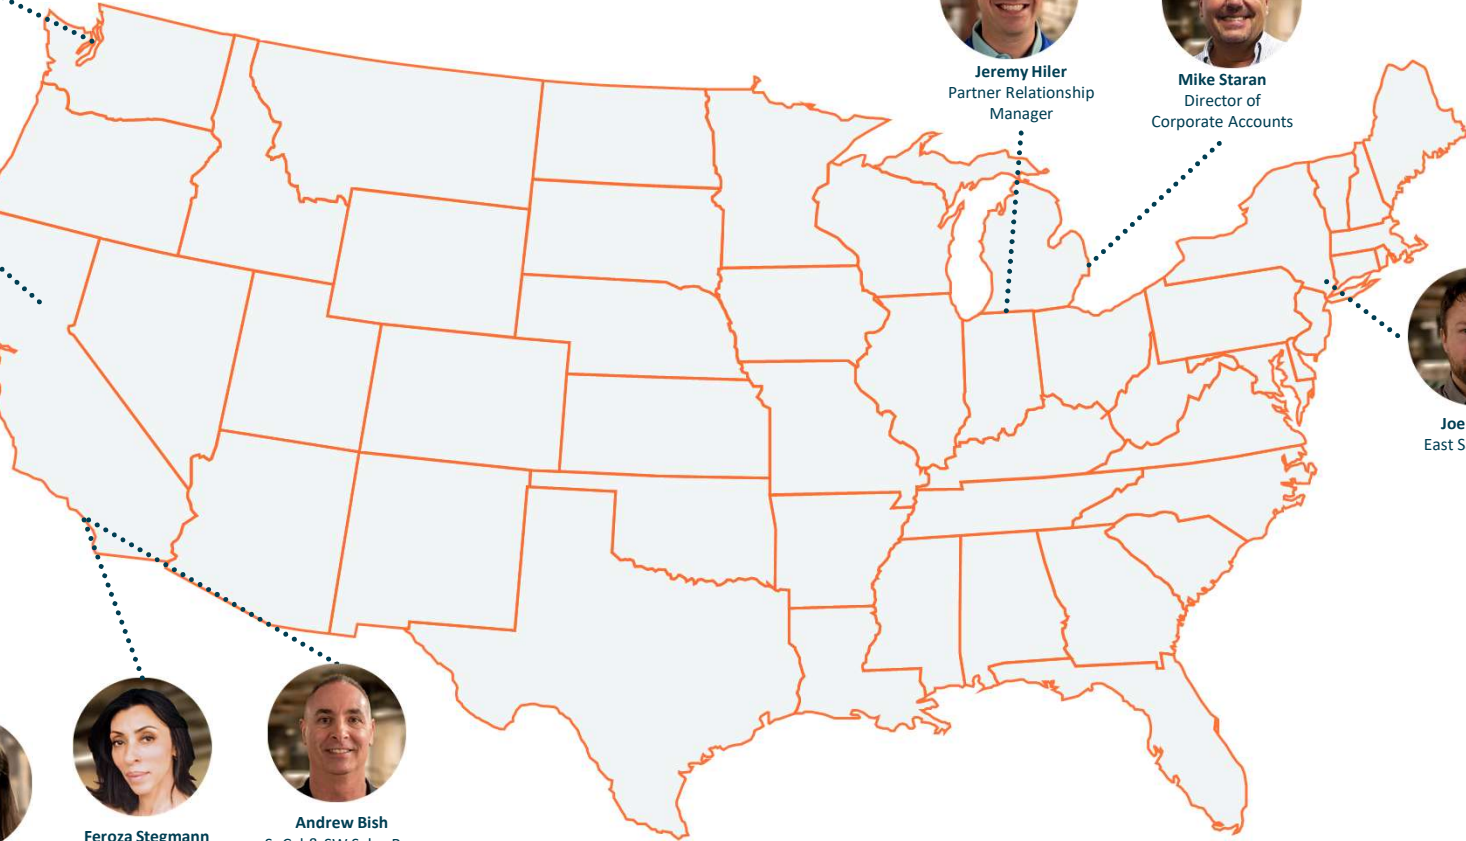 Jeremy Hiler
Partner Relationship
Manager
Mike Staran
Director of
Corporate Accounts
Joe
East S
Feroza Stegmann
Andrew Bish